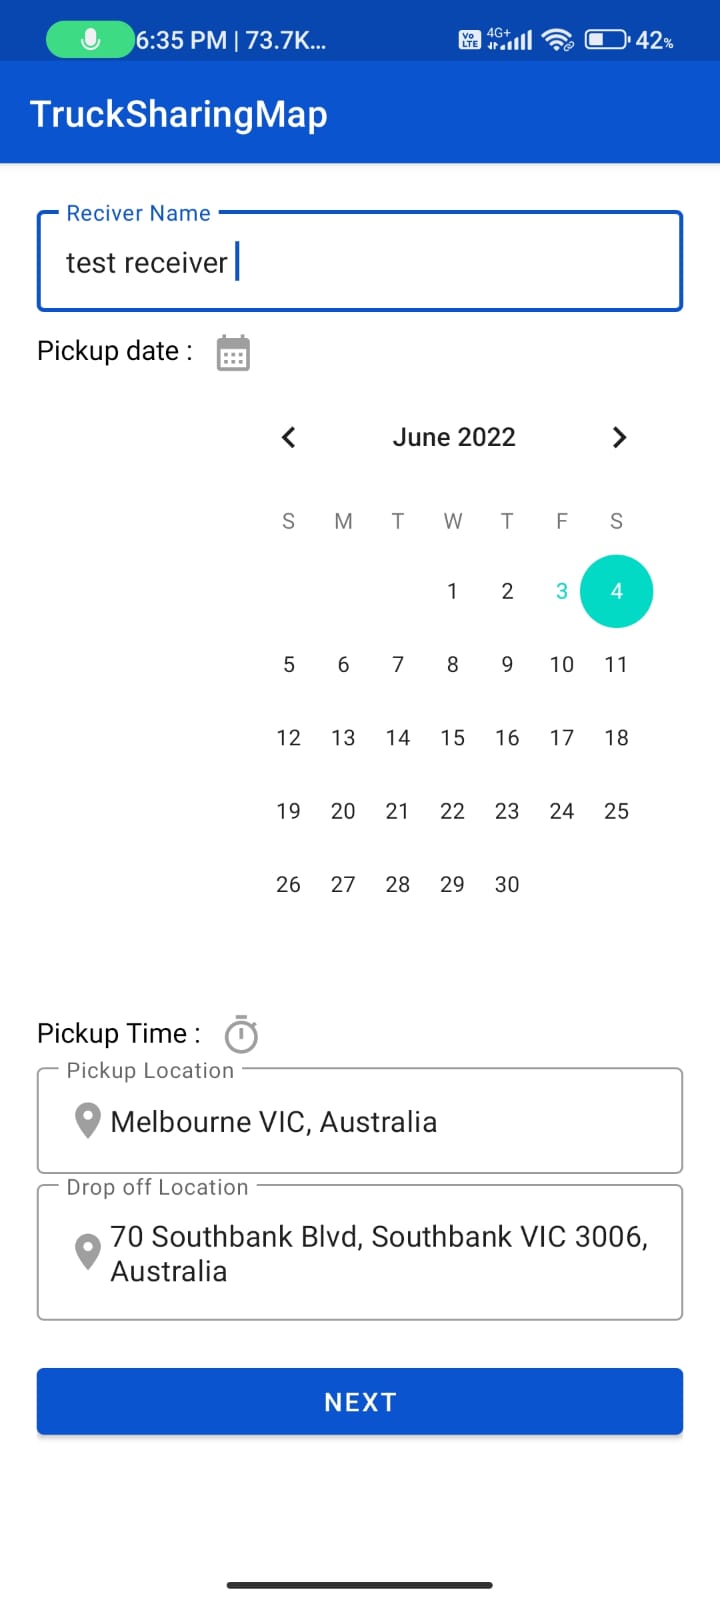 6:35 PM | 73.7K... Vo LTE 4G+ 42%
TruckSharingMap
Reciver Name
test receiver
Pickup date :
June 2022
S M T W T F S
1 2 3 4
5 6 7 8 9 10 11
12 13 14 15 16 17 18
19 20 21 22 23 24 25
26 27 28 29 30
Pickup Time :
Pickup Location
Melbourne VIC, Australia
Drop off Location
70 Southbank Blvd, Southbank VIC 3006,
Australia
NEXT